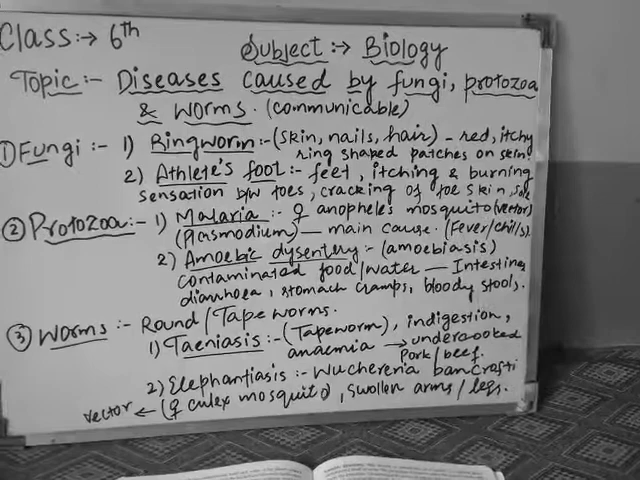 Class:→ 6th
Subject:→ Biology
Topic:- Diseases caused by fungi, protozoa
& worms. (communicable)
① Fungi :- 1) Ringworm:-(skin, nails, hair) - red, itchy
ring shaped patches on skin
2) Athlete's foot :- feet, itching & burning
sensation b/w toes, cracking of toe skin, sole
② Protozoa:- 1) Malaria :- ♀ anopheles mosquito (vector)
(Plasmodium) — main cause. (Fever/chills).
2) Amoebic dysentery:- (amoebiasis)
contaminated food/water — Intestine,
diarrhoea, stomach cramps, bloody stool,.
③ Worms :- Round / Tape worms.
1) Taeniasis:-(Tapeworm), indigestion,
anaemia → undercooked
Pork/beef.
2) Elephantiasis :- Wuchereria bancrofti
vector ← (♀ culex mosquito), swollen arms / legs.